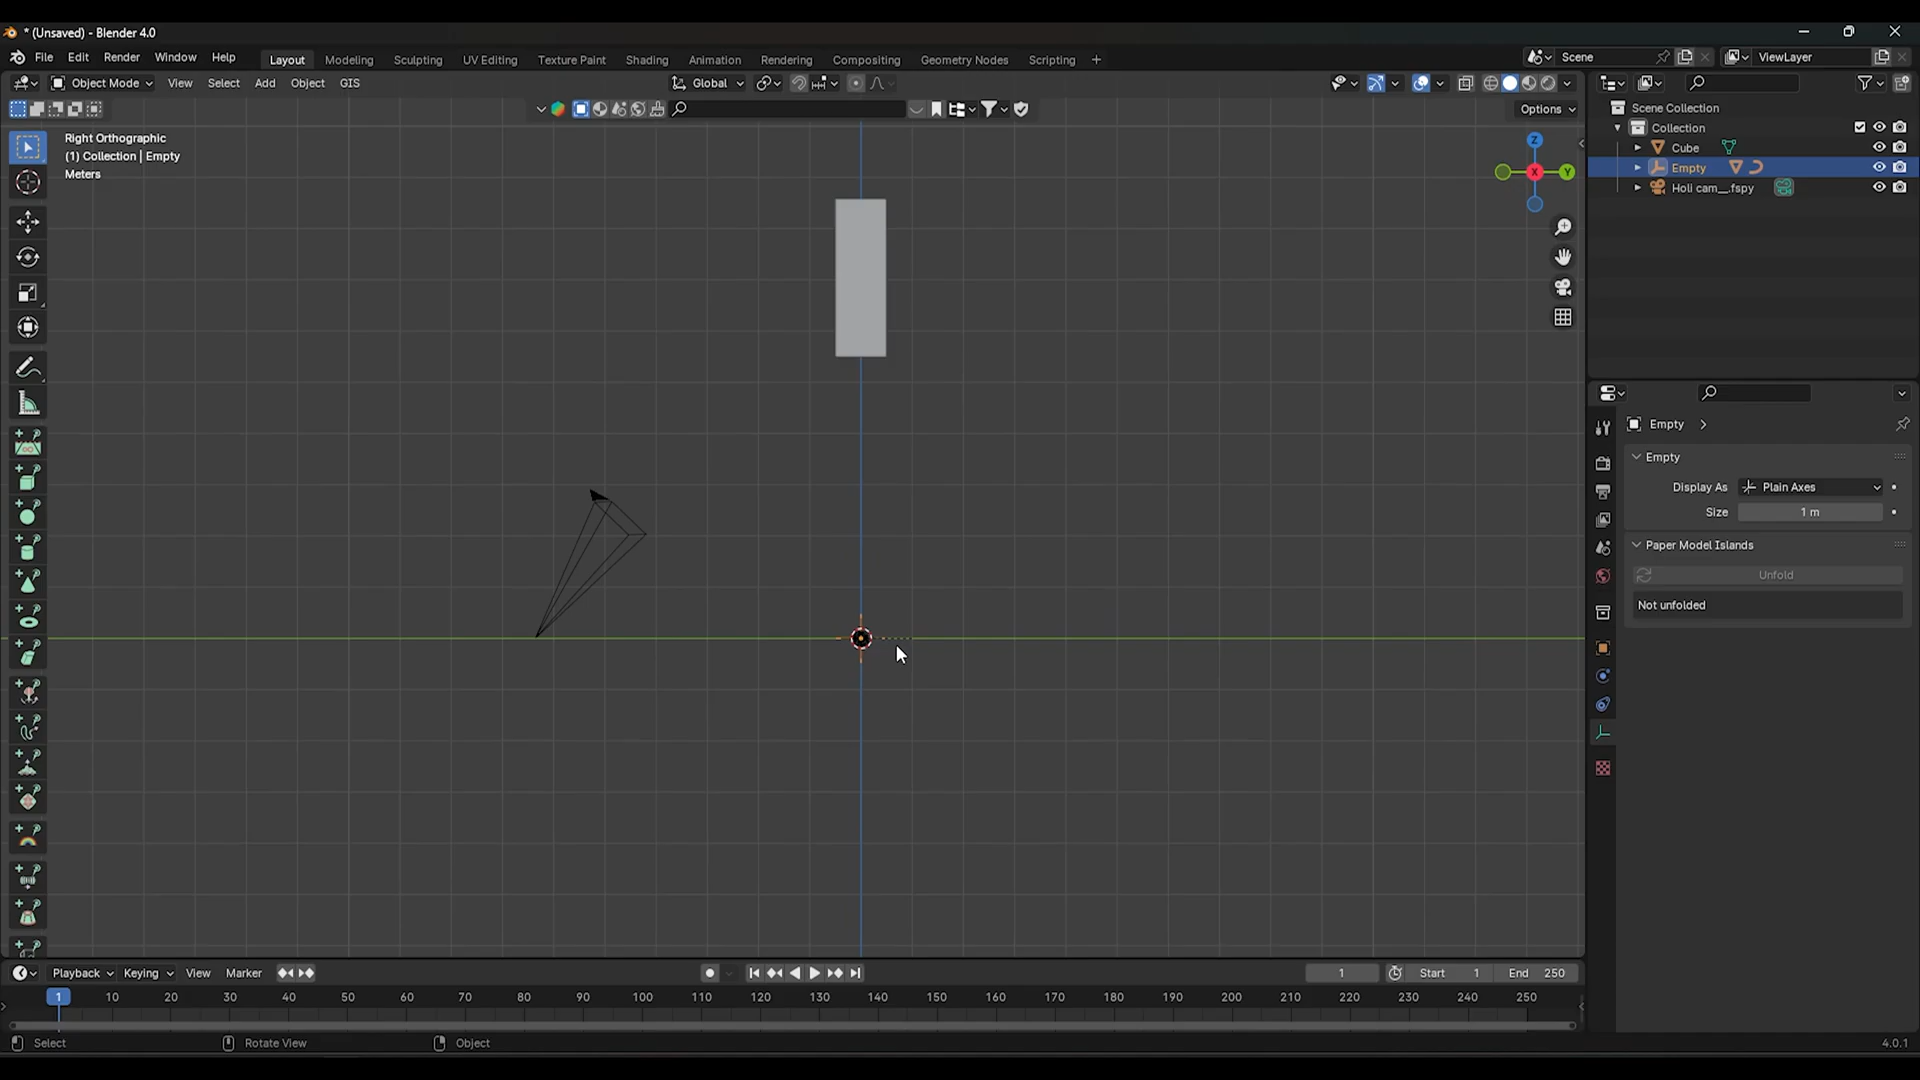 * (Unsaved) - Blender 4.0
File Edit Render Window Help Layout Modeling Sculpting UV Editing Texture Paint Shading Animation Rendering Compositing Geometry Nodes Scripting + Scene ViewLayer
Object Mode View Select Add Object GIS Global
Options
Right Orthographic
(1) Collection | Empty
Meters
Z
X
Y
Scene Collection
Collection
Cube
Empty
Holi cam__.fspy
Empty
Empty
Display As Plain Axes
Size 1 m
Paper Model Islands
Unfold
Not unfolded
Playback Keying View Marker 1 Start 1 End 250
1 10 20 30 40 50 60 70 80 90 100 110 120 130 140 150 160 170 180 190 200 210 220 230 240 250
Select Rotate View Object 4.0.1